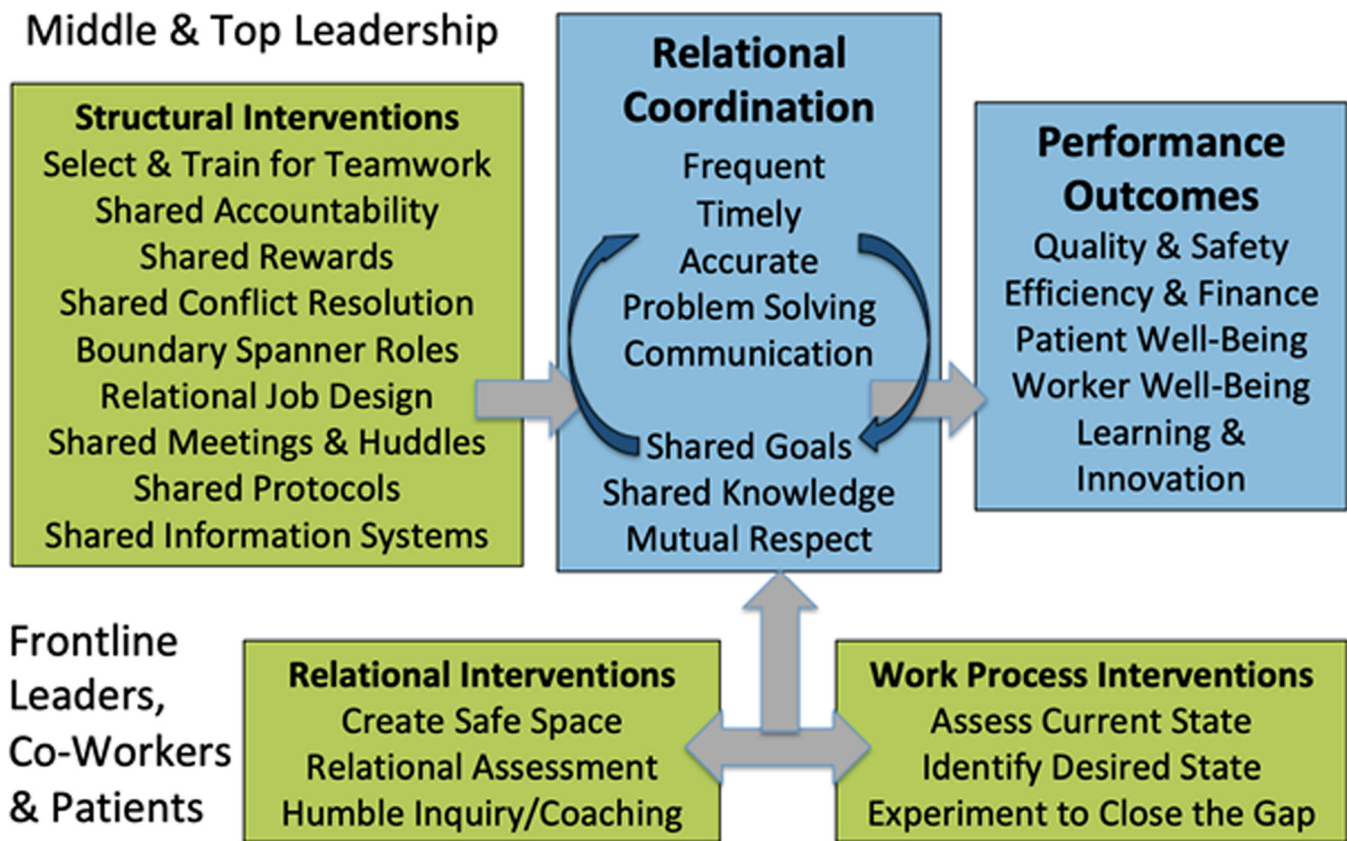 Middle & Top Leadership
Structural Interventions
Select & Train for Teamwork
Shared Accountability
Shared Rewards
Shared Conflict Resolution
Boundary Spanner Roles
Relational Job Design
Shared Meetings & Huddles
Shared Protocols
Shared Information Systems
Relational
Coordination
Frequent
Timely
Accurate
Problem Solving
Communication
Shared Goals
Shared Knowledge
Mutual Respect
Performance
Outcomes
Quality & Safety
Efficiency & Finance
Patient Well-Being
Worker Well-Being
Learning &
Innovation
Frontline
Leaders,
Co-Workers
& Patients
Relational Interventions
Create Safe Space
Relational Assessment
Humble Inquiry/Coaching
Work Process Interventions
Assess Current State
Identify Desired State
Experiment to Close the Gap